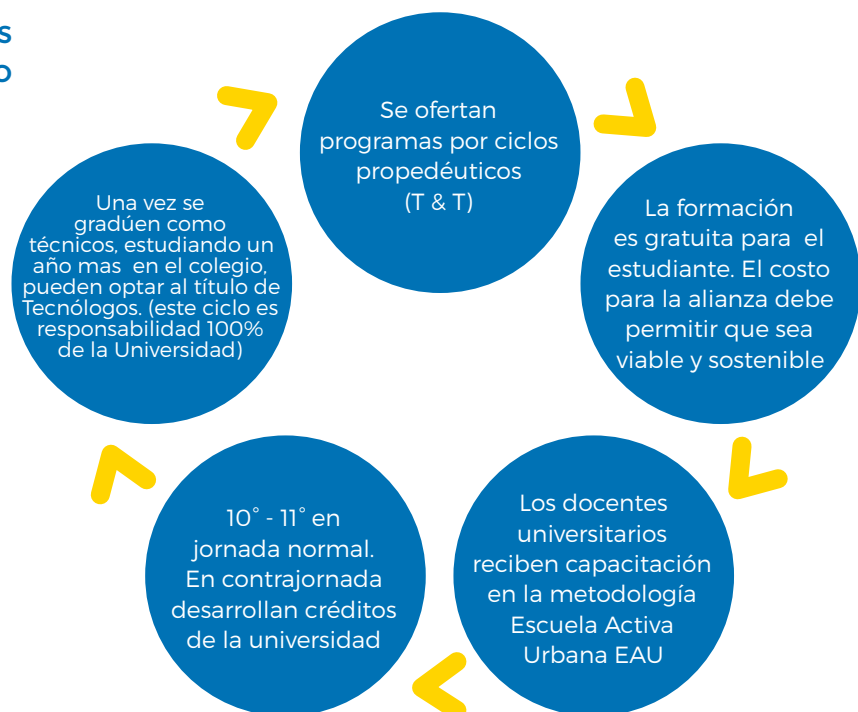 S
O
Se ofertan
programas por ciclos
propedéuticos
(T & T)
La formación
es gratuita para el
estudiante. El costo
para la alianza debe
permitir que sea
viable y sostenible
Los docentes
universitarios
reciben capacitación
en la metodología
Escuela Activa
Urbana EAU
10° - 11° en
jornada normal.
En contrajornada
desarrollan créditos
de la universidad
Una vez se
gradúen como
técnicos, estudiando un
año mas en el colegio,
pueden optar al título de
Tecnólogos. (este ciclo es
responsabilidad 100%
de la Universidad)